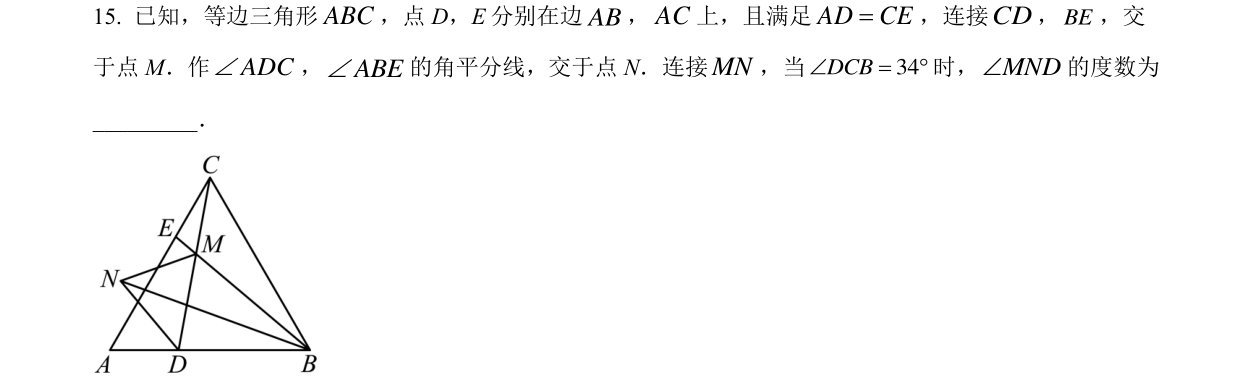 15. 已知，等边三角形 ABC，点 D，E 分别在边 AB，AC 上，且满足 AD = CE，连接 CD，BE，交
于点 M．作∠ADC，∠ABE 的角平分线，交于点 N．连接 MN，当∠DCB = 34° 时，∠MND 的度数为
________．
C
E
M
N
A
D
B